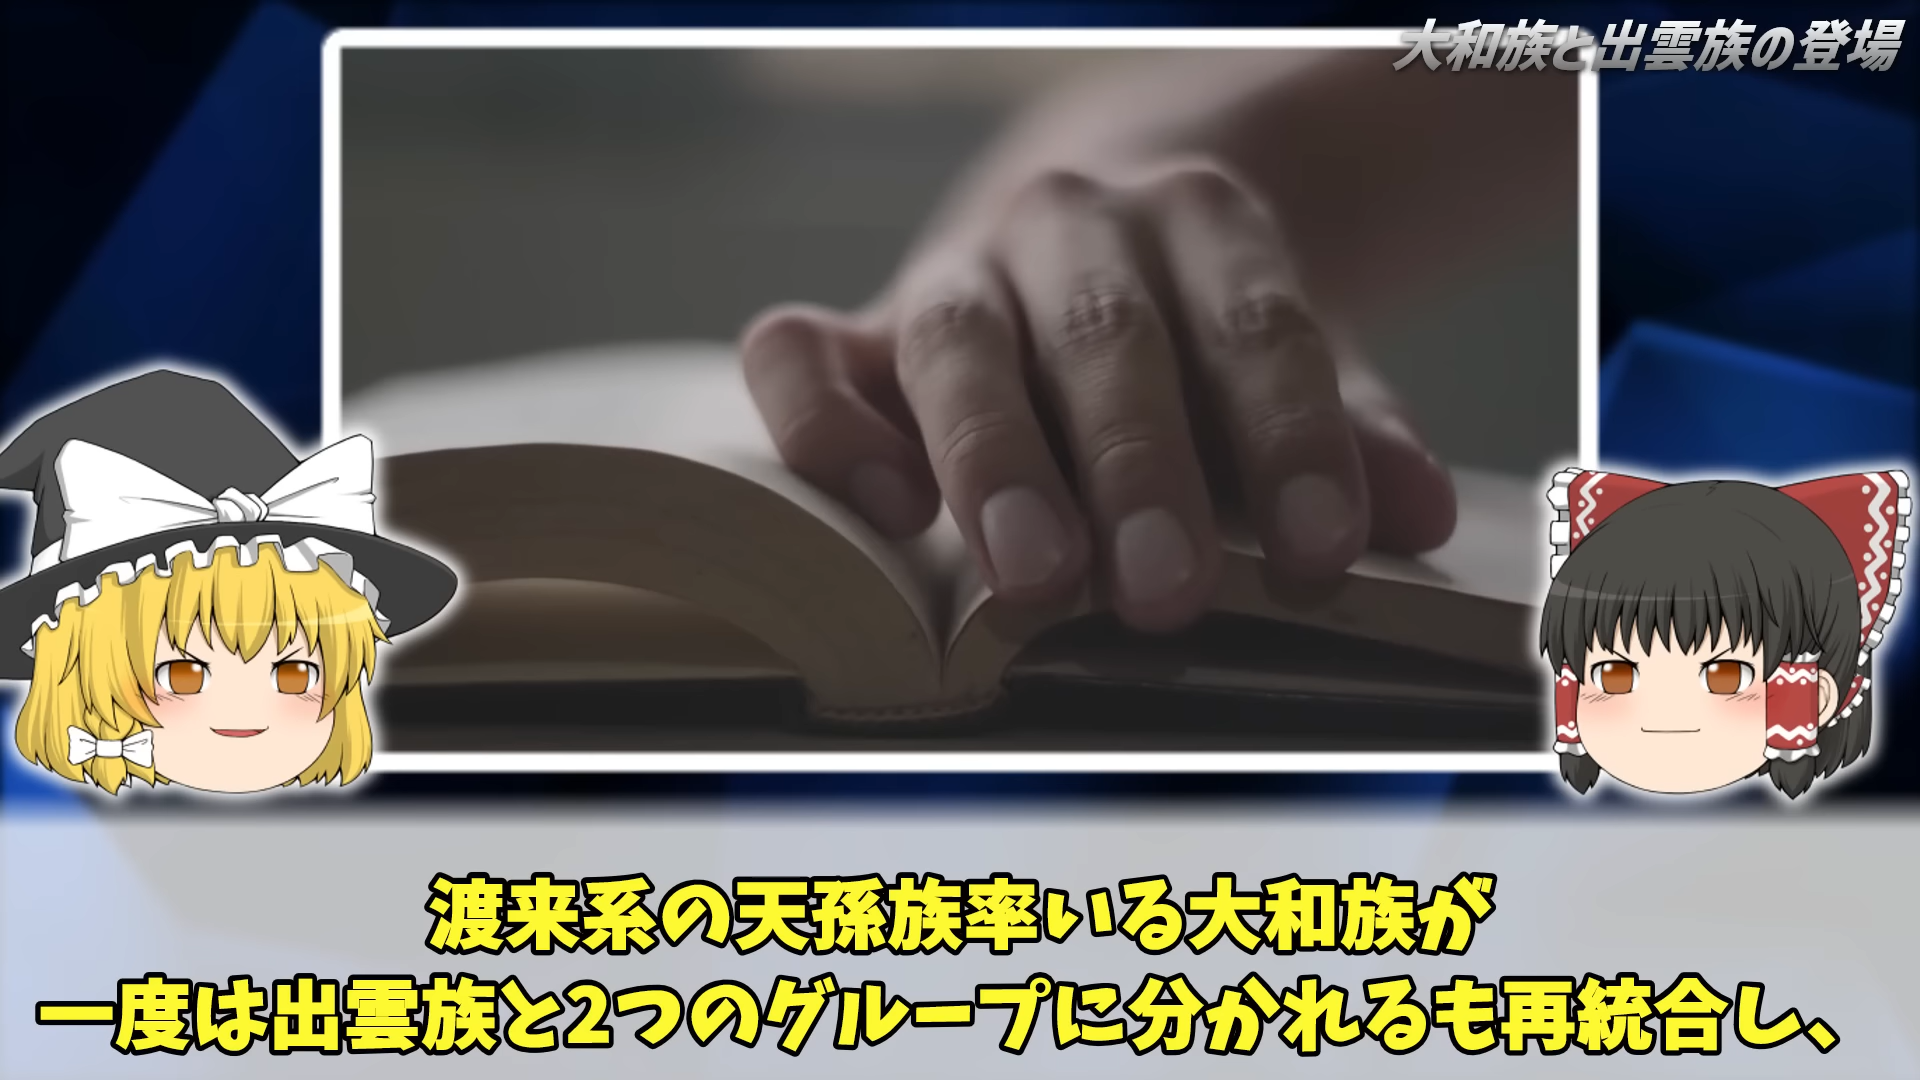 大和族と出雲族の登場
渡来系の天孫族率いる大和族が
一度は出雲族と2つのグループに分かれるも再統合し、